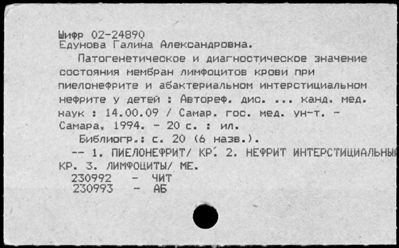 Шифр 02-24890
Едунова Галина Александровна.
Патогенетическое и диагностическое значение
состояния мембран лимфоцитов крови при
пиелонефрите и абактериальном интерстициальном
нефрите у детей : Автореф. дис. ... канд. мед.
наук : 14.00.09 / Самар. гос. мед. ун-т. -
Самара, 1994. - 20 с. : ил.
Библиогр.: с. 20 (6 назв.).
-- 1. ПИЕЛОНЕФРИТ/ КР. 2. НЕФРИТ ИНТЕРСТИЦИАЛЬНЫ
КР. 3. ЛИМФОЦИТЫ/ МЕ.
230992 - ЧИТ
230993 - АБ